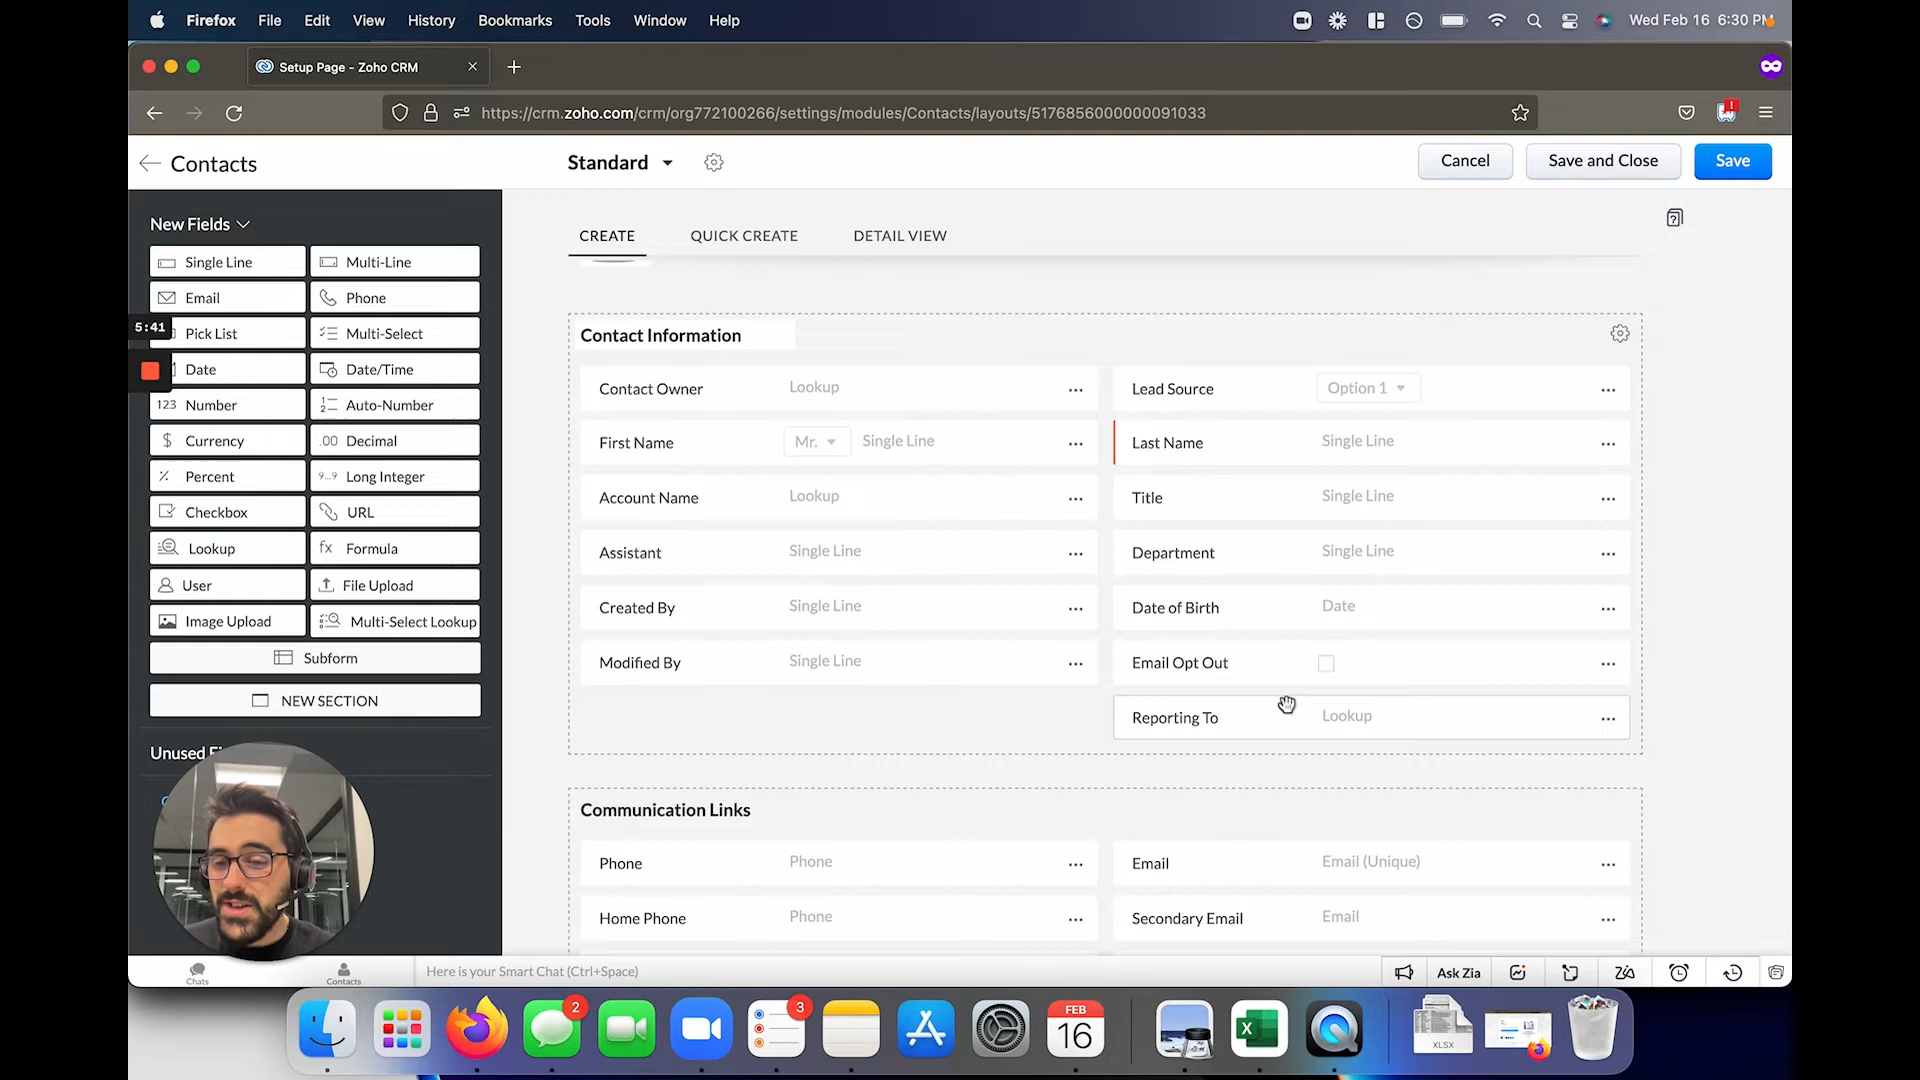 Firefox File Edit View History Bookmarks Tools Window Help Wed Feb 16 6:30 PM
Setup Page - Zoho CRM
https://crm.zoho.com/crm/org772100266/settings/modules/Contacts/layouts/5176856000000091033
Contacts Standard Cancel Save and Close Save
CREATE QUICK CREATE DETAIL VIEW
New Fields
Single Line Multi-Line
Email Phone
5:41 Pick List Multi-Select
Date Date/Time
123 Number Auto-Number
$ Currency .00 Decimal
Percent 9...9 Long Integer
Checkbox URL
Lookup fx Formula
User File Upload
Image Upload Multi-Select Lookup
Subform
NEW SECTION
Unused
Contact Information
Contact Owner Lookup ... Lead Source Option 1 ...
First Name Mr. Single Line ... Last Name Single Line ...
Account Name Lookup ... Title Single Line ...
Assistant Single Line ... Department Single Line ...
Created By Single Line ... Date of Birth Date ...
Modified By Single Line ... Email Opt Out ...
Reporting To Lookup ...
Communication Links
Phone Phone ... Email Email (Unique) ...
Home Phone Phone ... Secondary Email Email ...
Chats Contacts Here is your Smart Chat (Ctrl+Space) Ask Zia
2 3 FEB
16 X XLSX